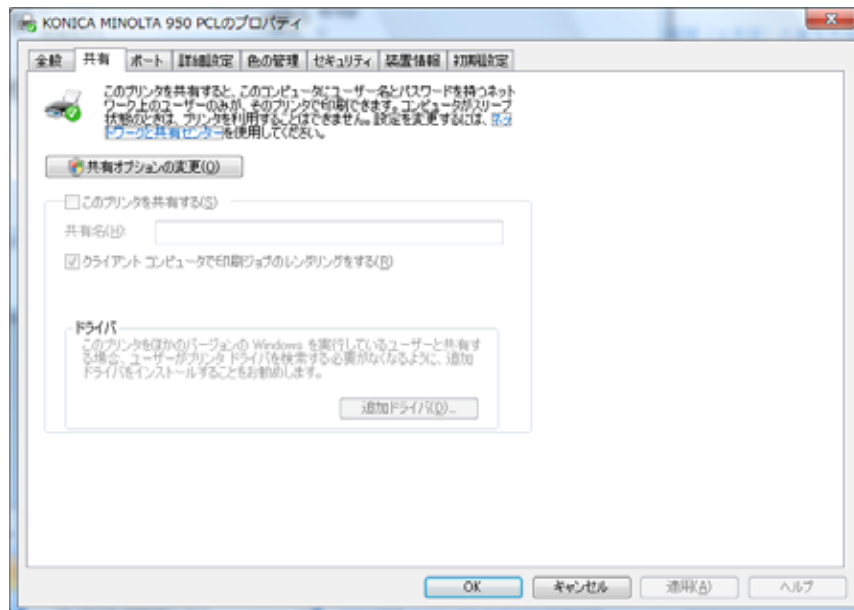 KONICA MINOLTA 950 PCLのプロパティ
全般 共有 ポート 詳細設定 色の管理 セキュリティ 装置情報 初期設定
このプリンタを共有すると、このコンピュータにユーザー名とパスワードを持つネット
ワーク上のユーザーのみが、そのプリンタで印刷できます。コンピュータがスリープ
状態のときは、プリンタを利用することはできません。設定を変更するには、ネッ
トワークと共有センターを使用してください。
共有オプションの変更(O)
このプリンタを共有する(S)
共有名(H):
クライアント コンピュータで印刷ジョブのレンダリングをする(R)
ドライバ
このプリンタをほかのバージョンの Windows を実行しているユーザーと共有す
る場合、ユーザーがプリンタ ドライバを検索する必要がなくなるように、追加
ドライバをインストールすることをお勧めします。
追加ドライバ(D)...
OK キャンセル 適用(A) ヘルプ